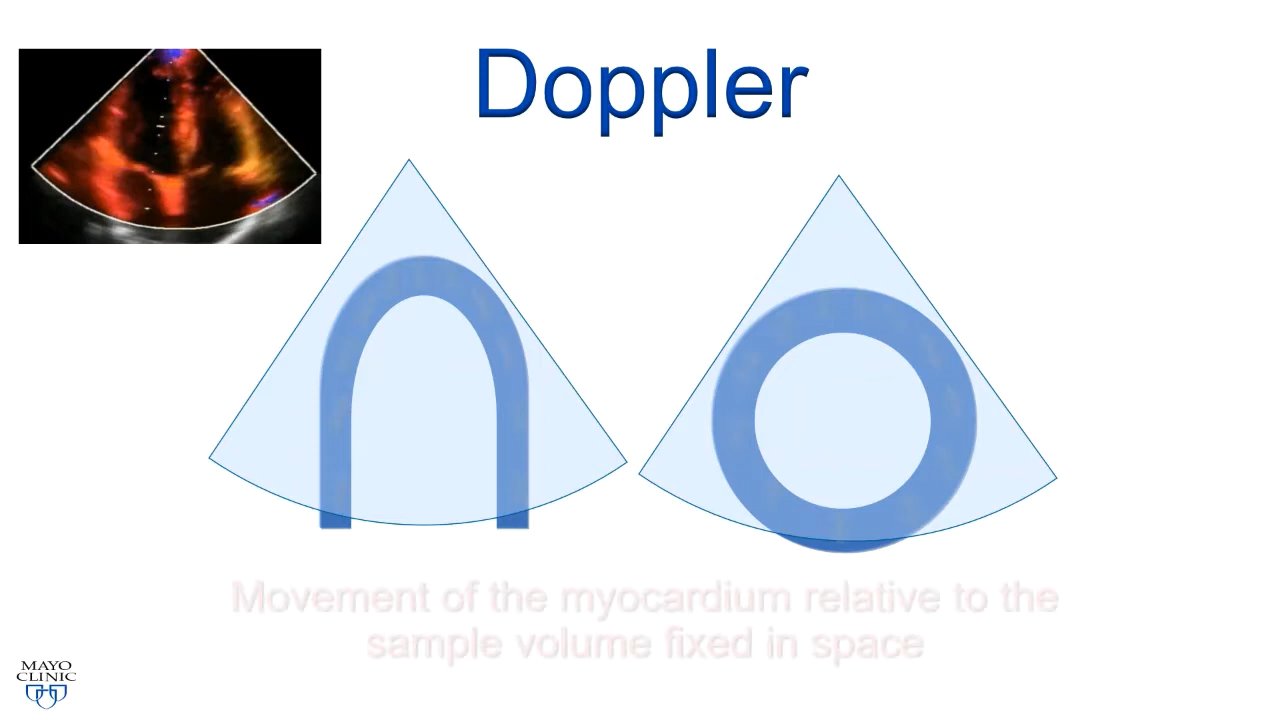 Doppler
Movement of the myocardium relative to the
sample volume fixed in space
MAYO
CLINIC